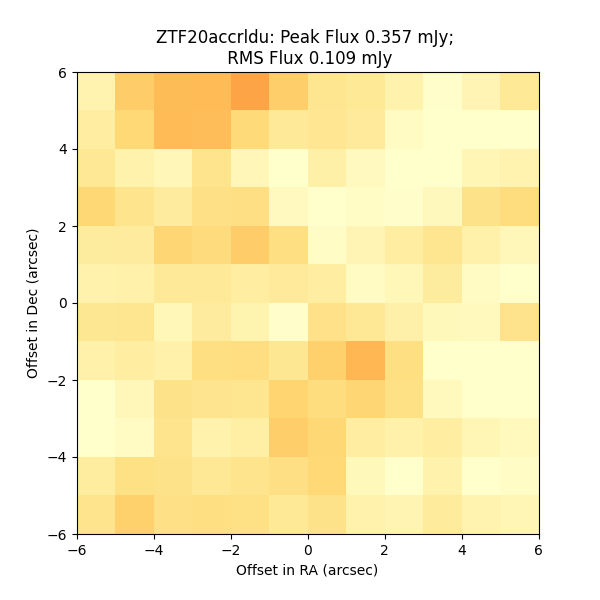 ZTF20accrldu: Peak Flux 0.357 mJy;
RMS Flux 0.109 mJy
6
4
2
0
−2
−4
−6
Offset in Dec (arcsec)
−6 −4 −2 0 2 4 6
Offset in RA (arcsec)